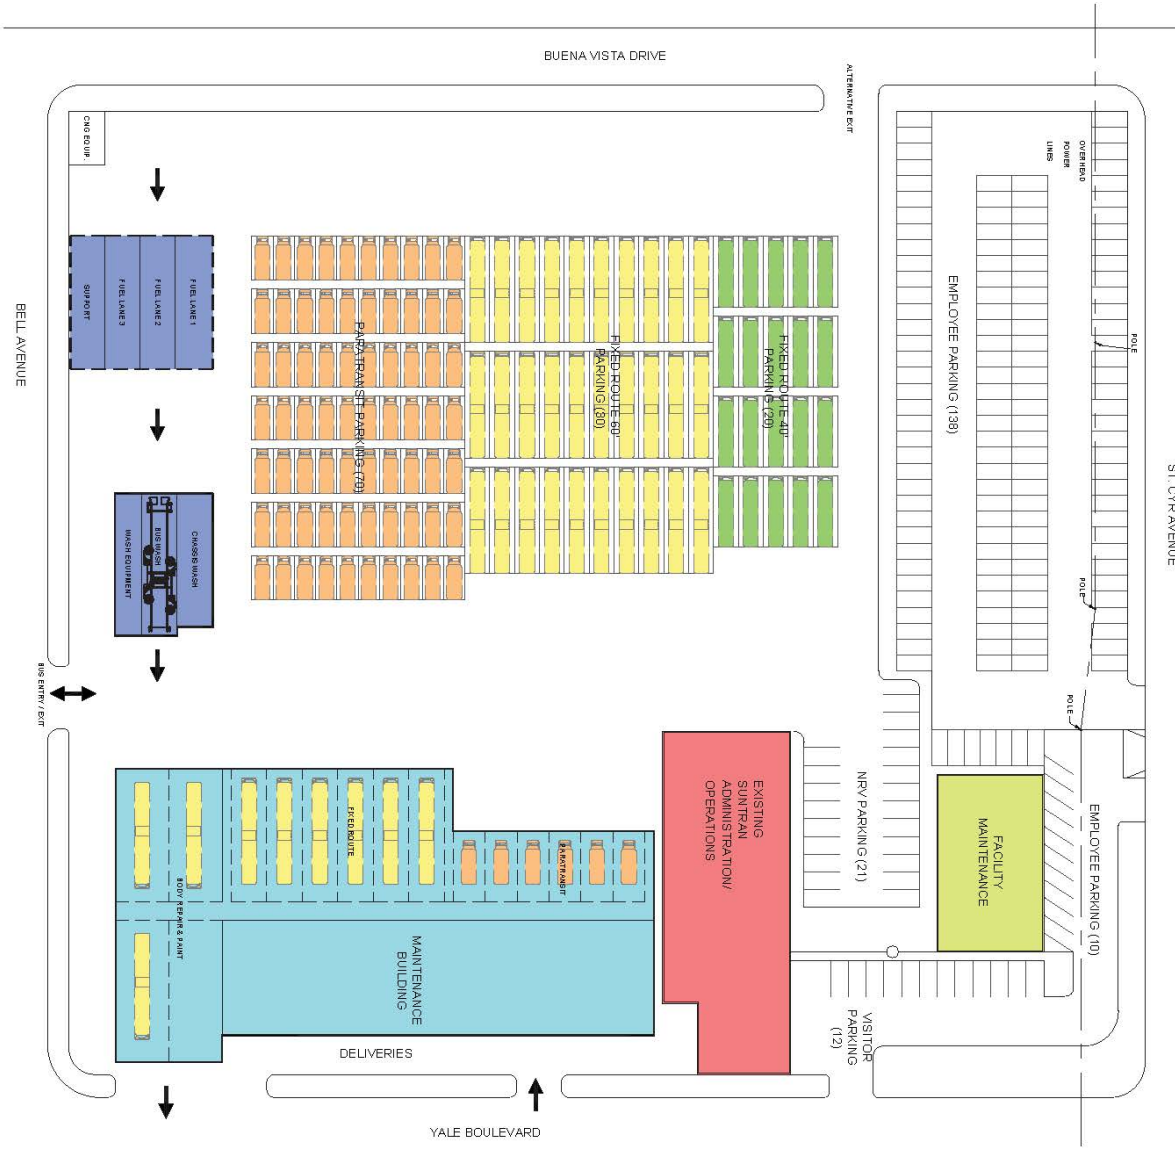 BUENA VISTA DRIVE
ALTERNATIVE EXIT
CNG EQUIP.
OVERHEAD
POWER
LINES
BELL AVENUE
SUPPORT
FUEL LANE 3
FUEL LANE 2
FUEL LANE 1
PARATRANSIT PARKING (70)
FIXED ROUTE 60'
PARKING (30)
FIXED ROUTE 40'
PARKING (20)
EMPLOYEE PARKING (138)
POLE
ST. CYR AVENUE
WASH EQUIPMENT
BUS WASH
CHASSIS WASH
POLE
BUS ENTRY / EXIT
POLE
EXISTING
SUNTRAN
ADMINISTRATION/
OPERATIONS
NRV PARKING (21)
FACILITY
MAINTENANCE
EMPLOYEE PARKING (10)
FIXED ROUTE
PARATRANSIT
BODY REPAIR & PAINT
MAINTENANCE
BUILDING
VISITOR
PARKING
(12)
DELIVERIES
YALE BOULEVARD